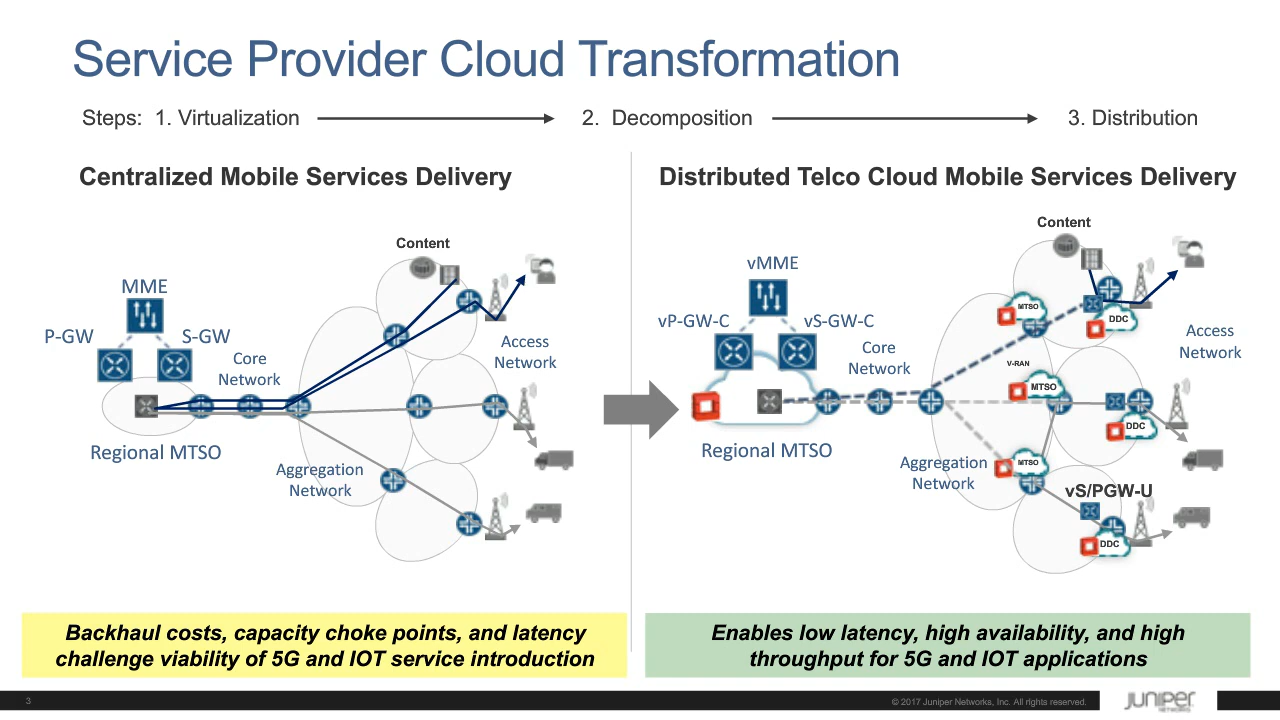 Service Provider Cloud Transformation
Steps: 1. Virtualization
2. Decomposition
3. Distribution
Centralized Mobile Services Delivery
Content
MME
P-GW
S-GW
Core
Network
Access
Network
Regional MTSO
Aggregation
Network
Backhaul costs, capacity choke points, and latency
challenge viability of 5G and IOT service introduction
Distributed Telco Cloud Mobile Services Delivery
Content
vMME
vP-GW-C
vS-GW-C
Core
Network
MTSO
DDC
Access
Network
V-RAN
MTSO
DDC
Regional MTSO
Aggregation
Network
MTSO
vS/PGW-U
DDC
Enables low latency, high availability, and high
throughput for 5G and IOT applications
3
© 2017 Juniper Networks, Inc. All rights reserved.
JUNIPER
NETWORKS